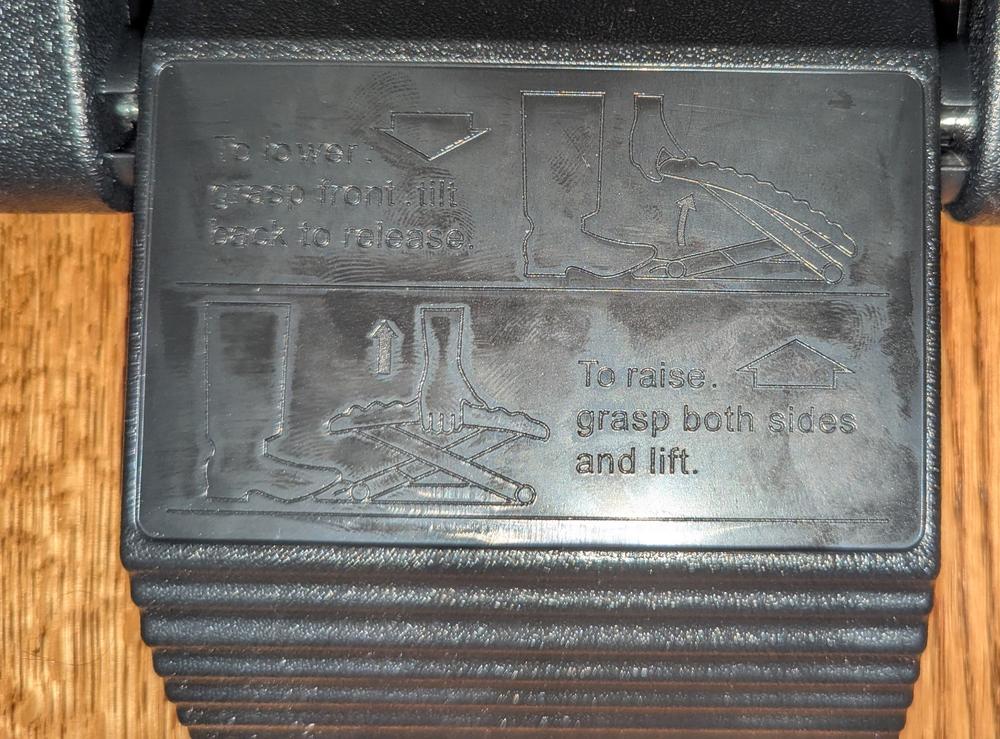 To lower:
grasp front, tilt
back to release.
To raise:
grasp both sides
and lift.